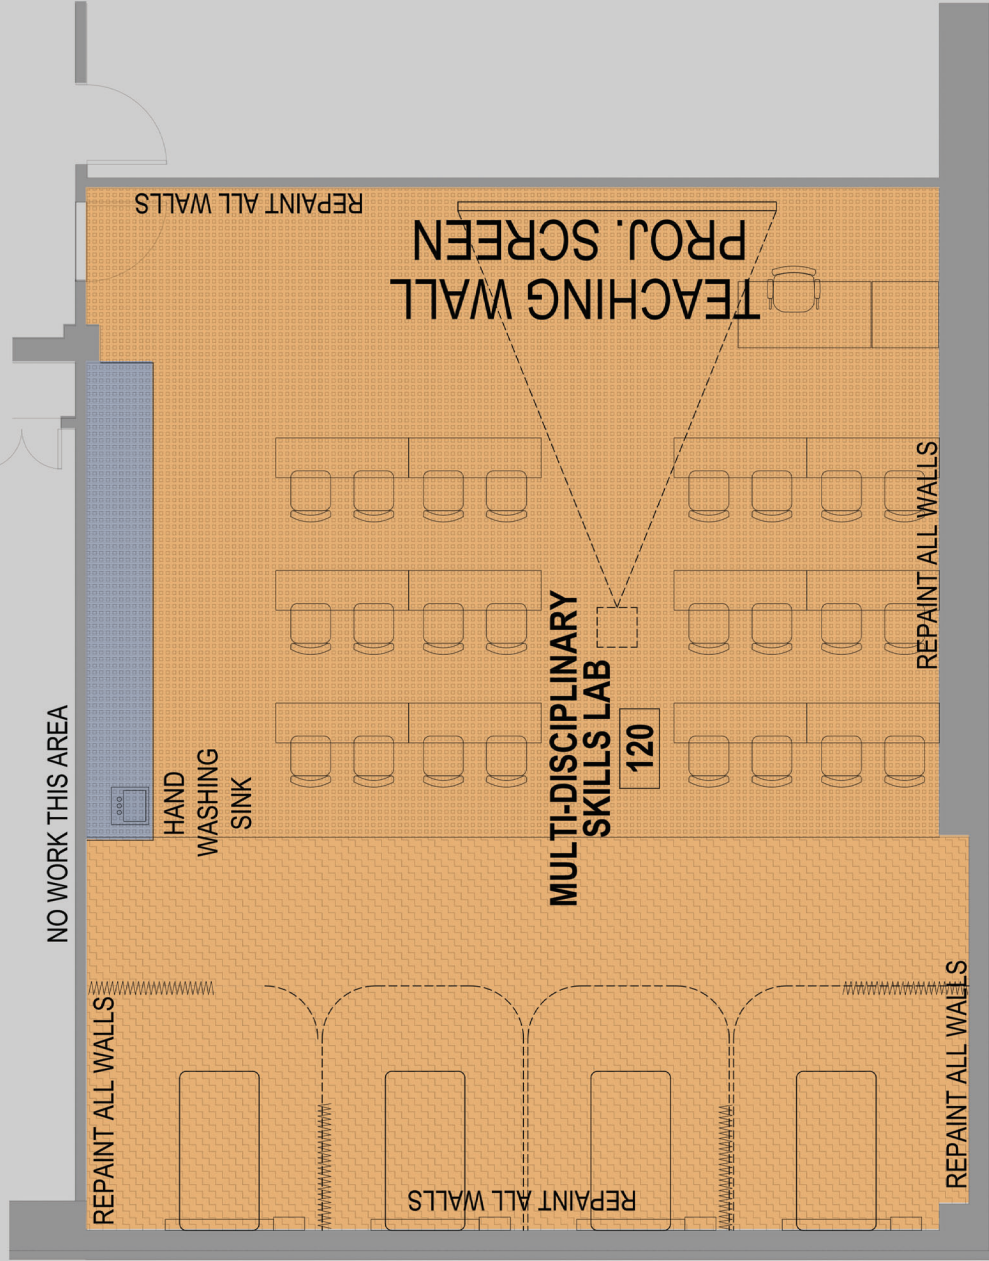 REPAINT ALL WALLS
PROJ. SCREEN
TEACHING WALL
REPAINT ALL WALLS
MULTI-DISCIPLINARY
SKILLS LAB
120
NO WORK THIS AREA
HAND
WASHING
SINK
REPAINT ALL WALLS
REPAINT ALL WALLS
REPAINT ALL WALLS